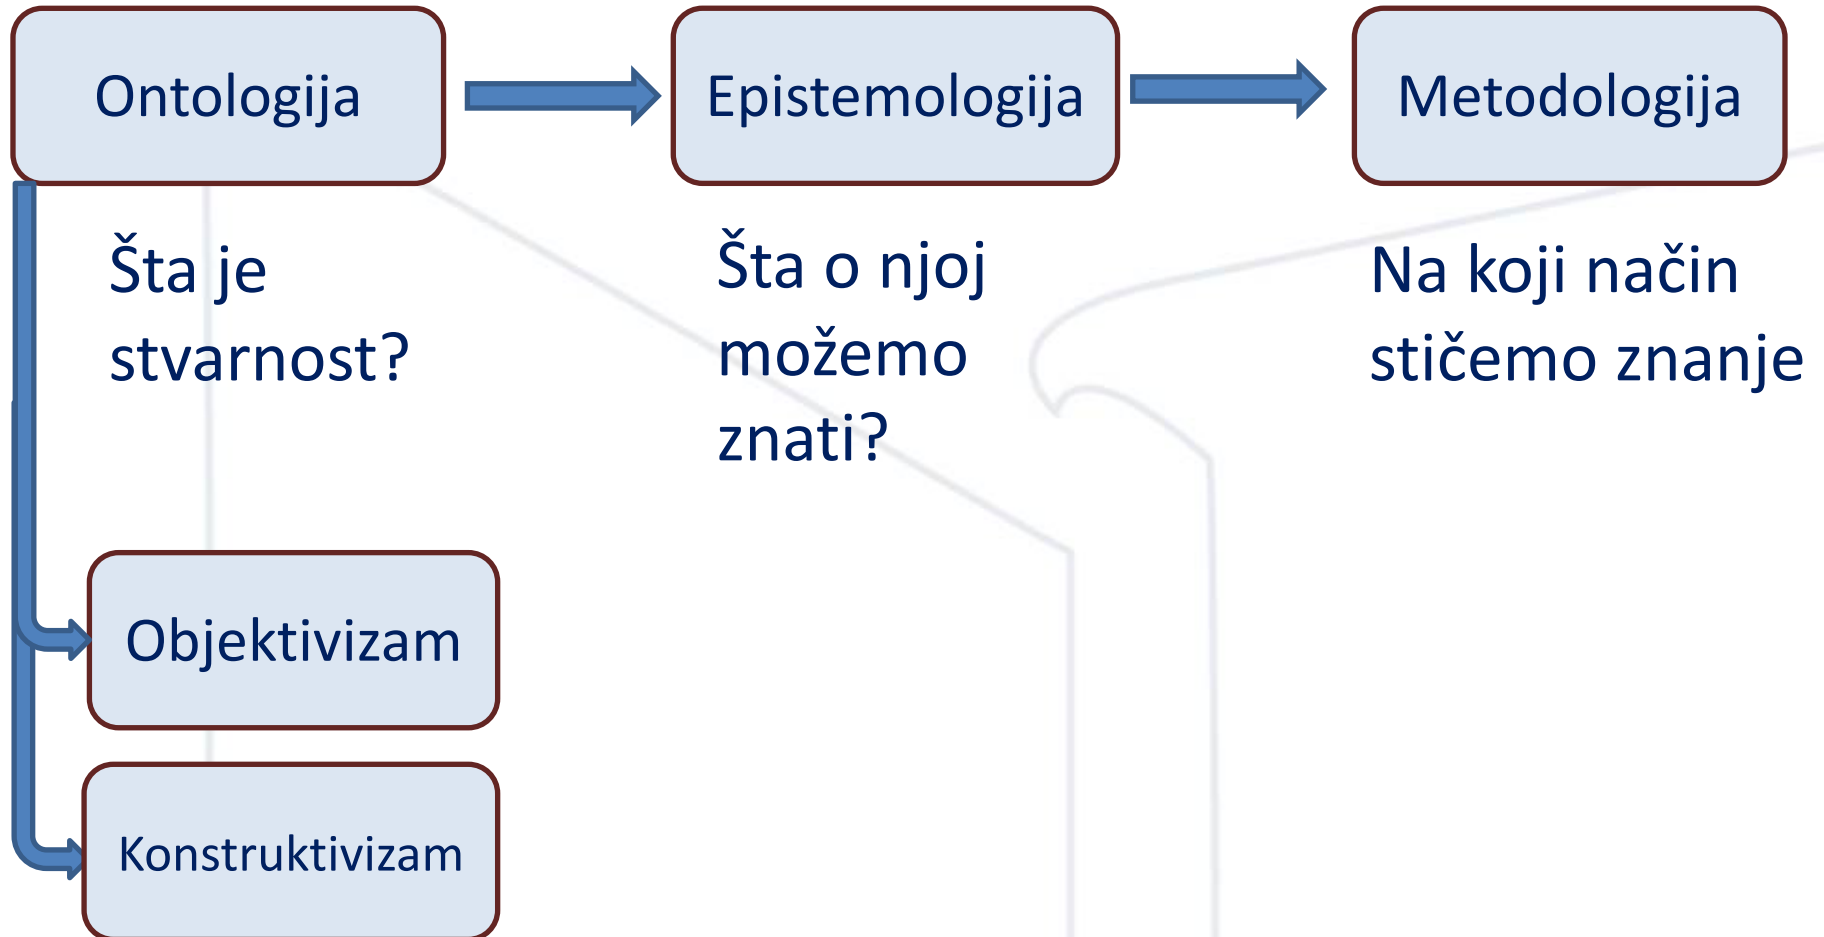 Ontologija
Epistemologija
Metodologija
Šta je
stvarnost?
Šta o njoj
možemo
znati?
Na koji način
stičemo znanje
Objektivizam
Konstruktivizam